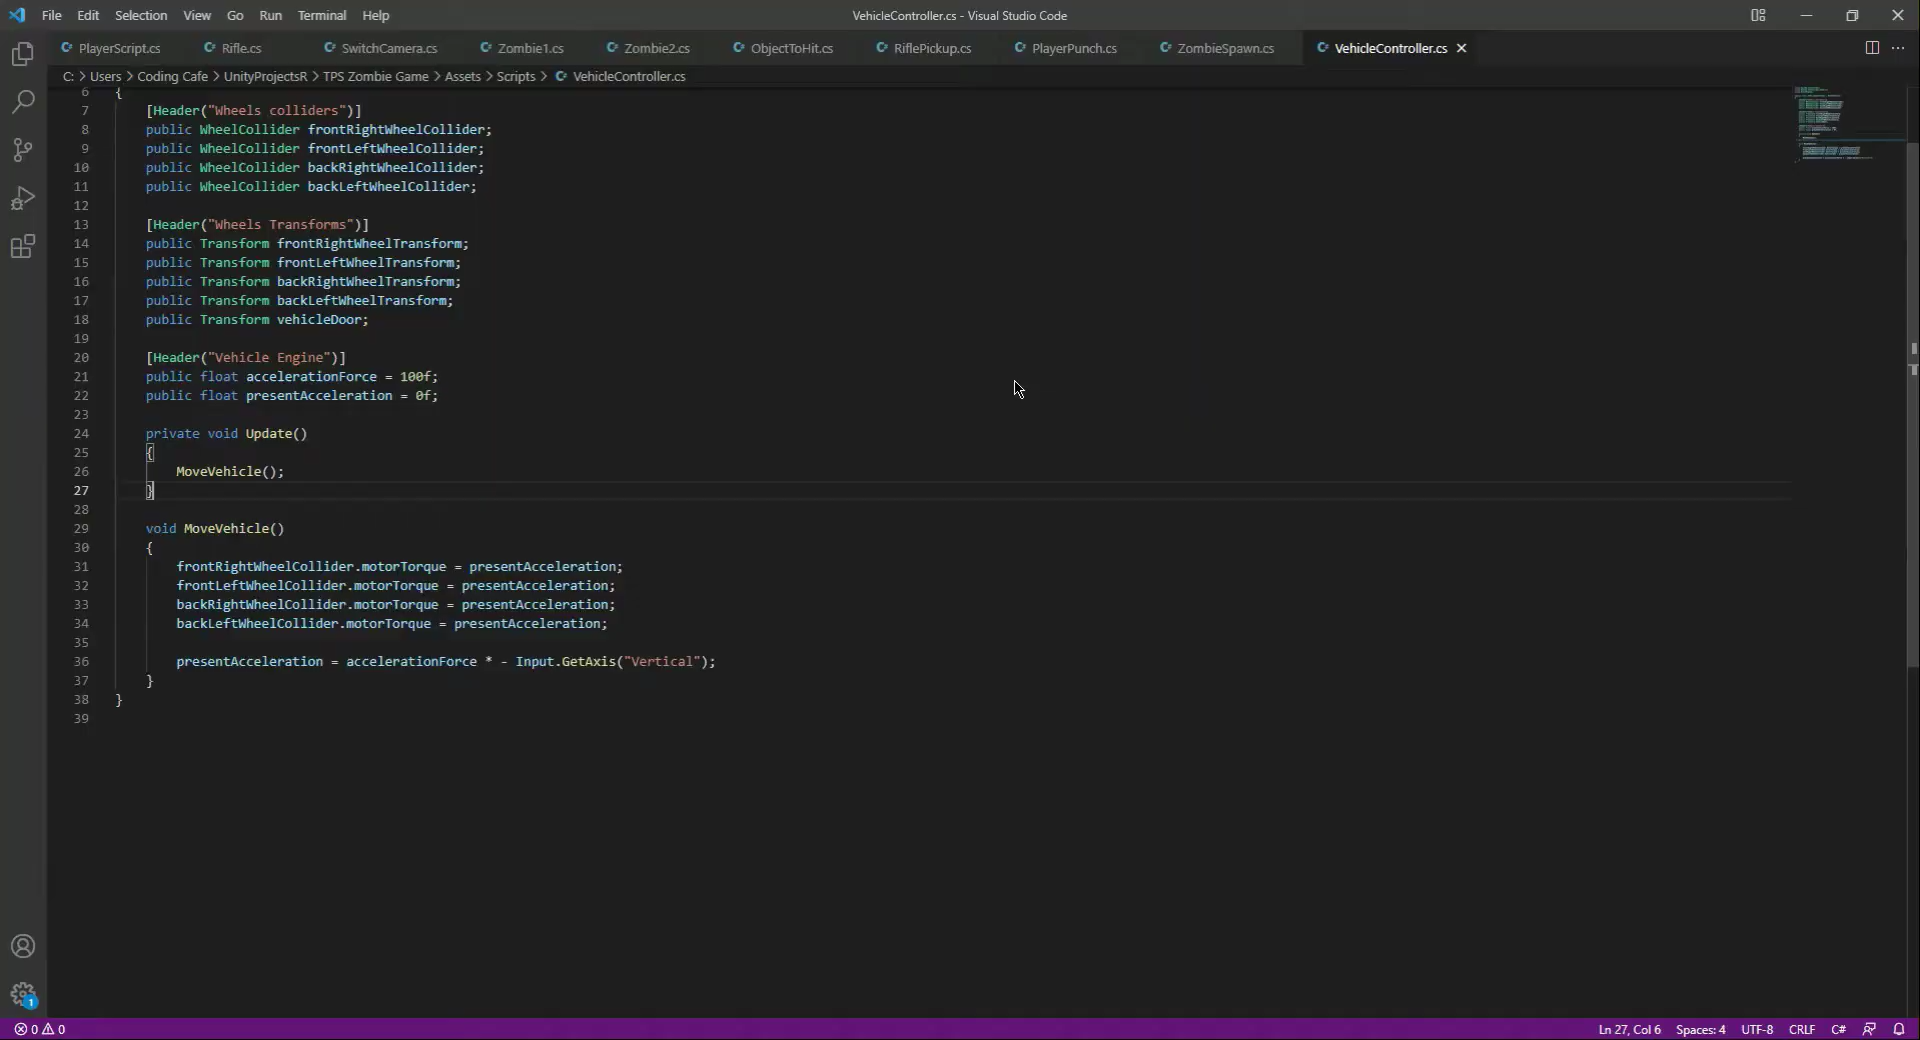 File Edit Selection View Go Run Terminal Help VehicleController.cs - Visual Studio Code
PlayerScript.cs Rifle.cs SwitchCamera.cs Zombie1.cs Zombie2.cs ObjectToHit.cs RiflePickup.cs PlayerPunch.cs ZombieSpawn.cs VehicleController.cs
C: > Users > Coding Cafe > UnityProjectsR > TPS Zombie Game > Assets > Scripts > VehicleController.cs
6 {
7 [Header("Wheels colliders")]
8 public WheelCollider frontRightWheelCollider;
9 public WheelCollider frontLeftWheelCollider;
10 public WheelCollider backRightWheelCollider;
11 public WheelCollider backLeftWheelCollider;
12
13 [Header("Wheels Transforms")]
14 public Transform frontRightWheelTransform;
15 public Transform frontLeftWheelTransform;
16 public Transform backRightWheelTransform;
17 public Transform backLeftWheelTransform;
18 public Transform vehicleDoor;
19
20 [Header("Vehicle Engine")]
21 public float accelerationForce = 100f;
22 public float presentAcceleration = 0f;
23
24 private void Update()
25 {
26 MoveVehicle();
27 }
28
29 void MoveVehicle()
30 {
31 frontRightWheelCollider.motorTorque = presentAcceleration;
32 frontLeftWheelCollider.motorTorque = presentAcceleration;
33 backRightWheelCollider.motorTorque = presentAcceleration;
34 backLeftWheelCollider.motorTorque = presentAcceleration;
35
36 presentAcceleration = accelerationForce * - Input.GetAxis("Vertical");
37 }
38 }
39
1
0 0 Ln 27, Col 6 Spaces: 4 UTF-8 CRLF C#